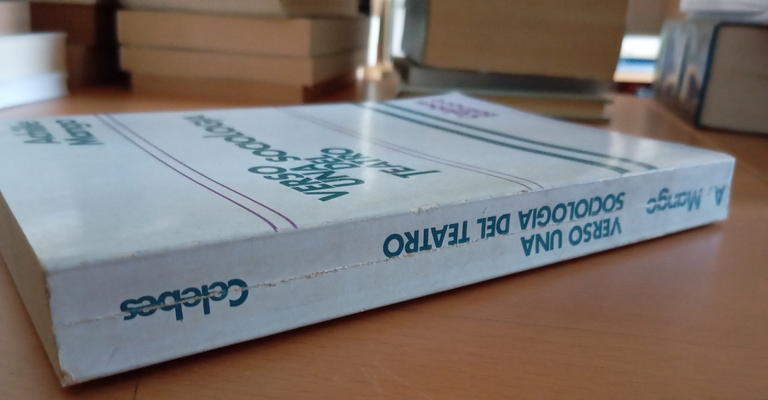 Achille
Mango
VERSO
UNA SOCIOLOGIA
DEL
TEATRO
A. Mango
VERSO UNA
SOCIOLOGIA DEL TEATRO
Celebes